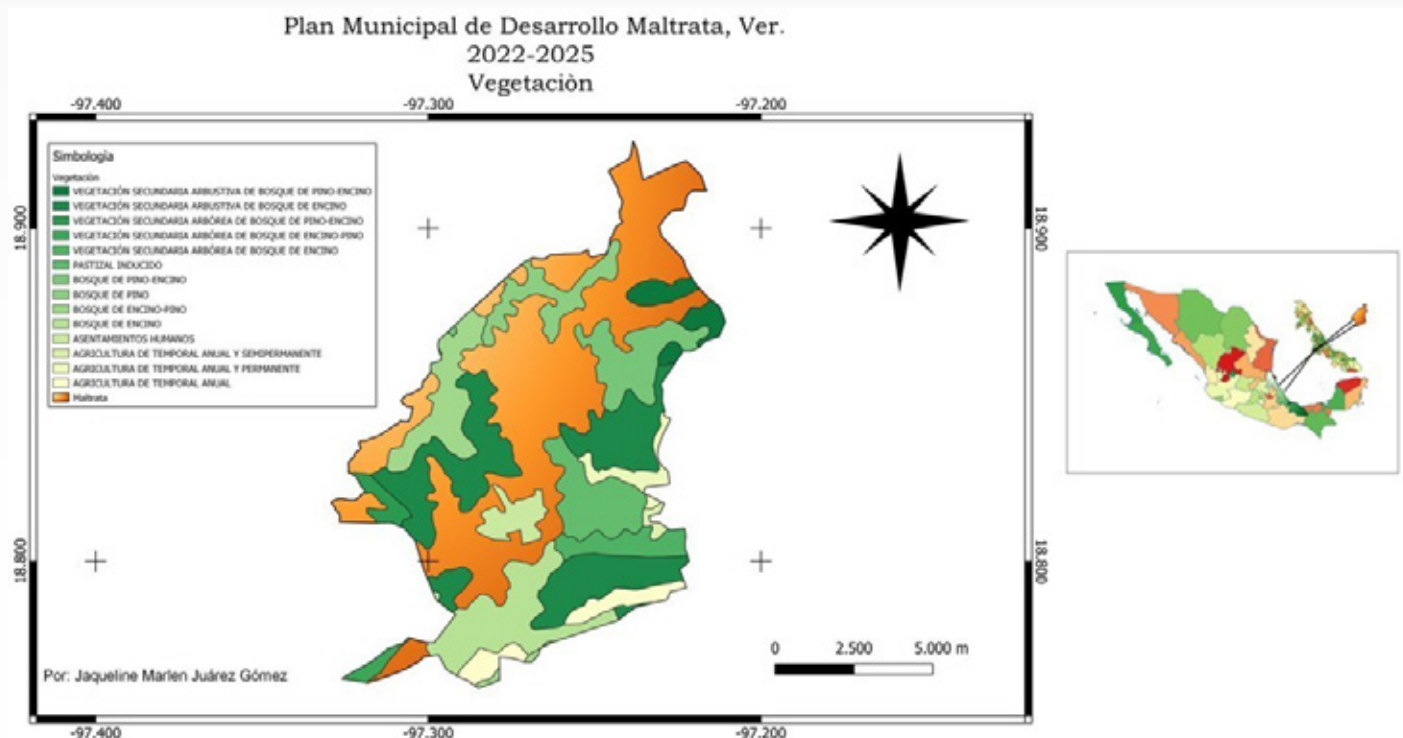 Plan Municipal de Desarrollo Maltrata, Ver.
2022-2025
Vegetaciòn
-97.400
-97.300
-97.200
Simbología
Vegetación
VEGETACIÓN SECUNDARIA ARBUSTIVA DE BOSQUE DE PINO-ENCINO
VEGETACIÓN SECUNDARIA ARBUSTIVA DE BOSQUE DE ENCINO
VEGETACIÓN SECUNDARIA ARBÓREA DE BOSQUE DE PINO-ENCINO
VEGETACIÓN SECUNDARIA ARBÓREA DE BOSQUE DE ENCINO-PINO
VEGETACIÓN SECUNDARIA ARBÓREA DE BOSQUE DE ENCINO
PASTIZAL INDUCIDO
BOSQUE DE PINO-ENCINO
BOSQUE DE PINO
BOSQUE DE ENCINO-PINO
BOSQUE DE ENCINO
ASENTAMIENTOS HUMANOS
AGRICULTURA DE TEMPORAL ANUAL Y SEMIPERMANENTE
AGRICULTURA DE TEMPORAL ANUAL Y PERMANENTE
AGRICULTURA DE TEMPORAL ANUAL
Maltrata
18.900
18.900
18.800
18.800
0 2.500 5.000 m
Por: Jaqueline Marlen Juárez Gómez
-97.400
-97.300
-97.200